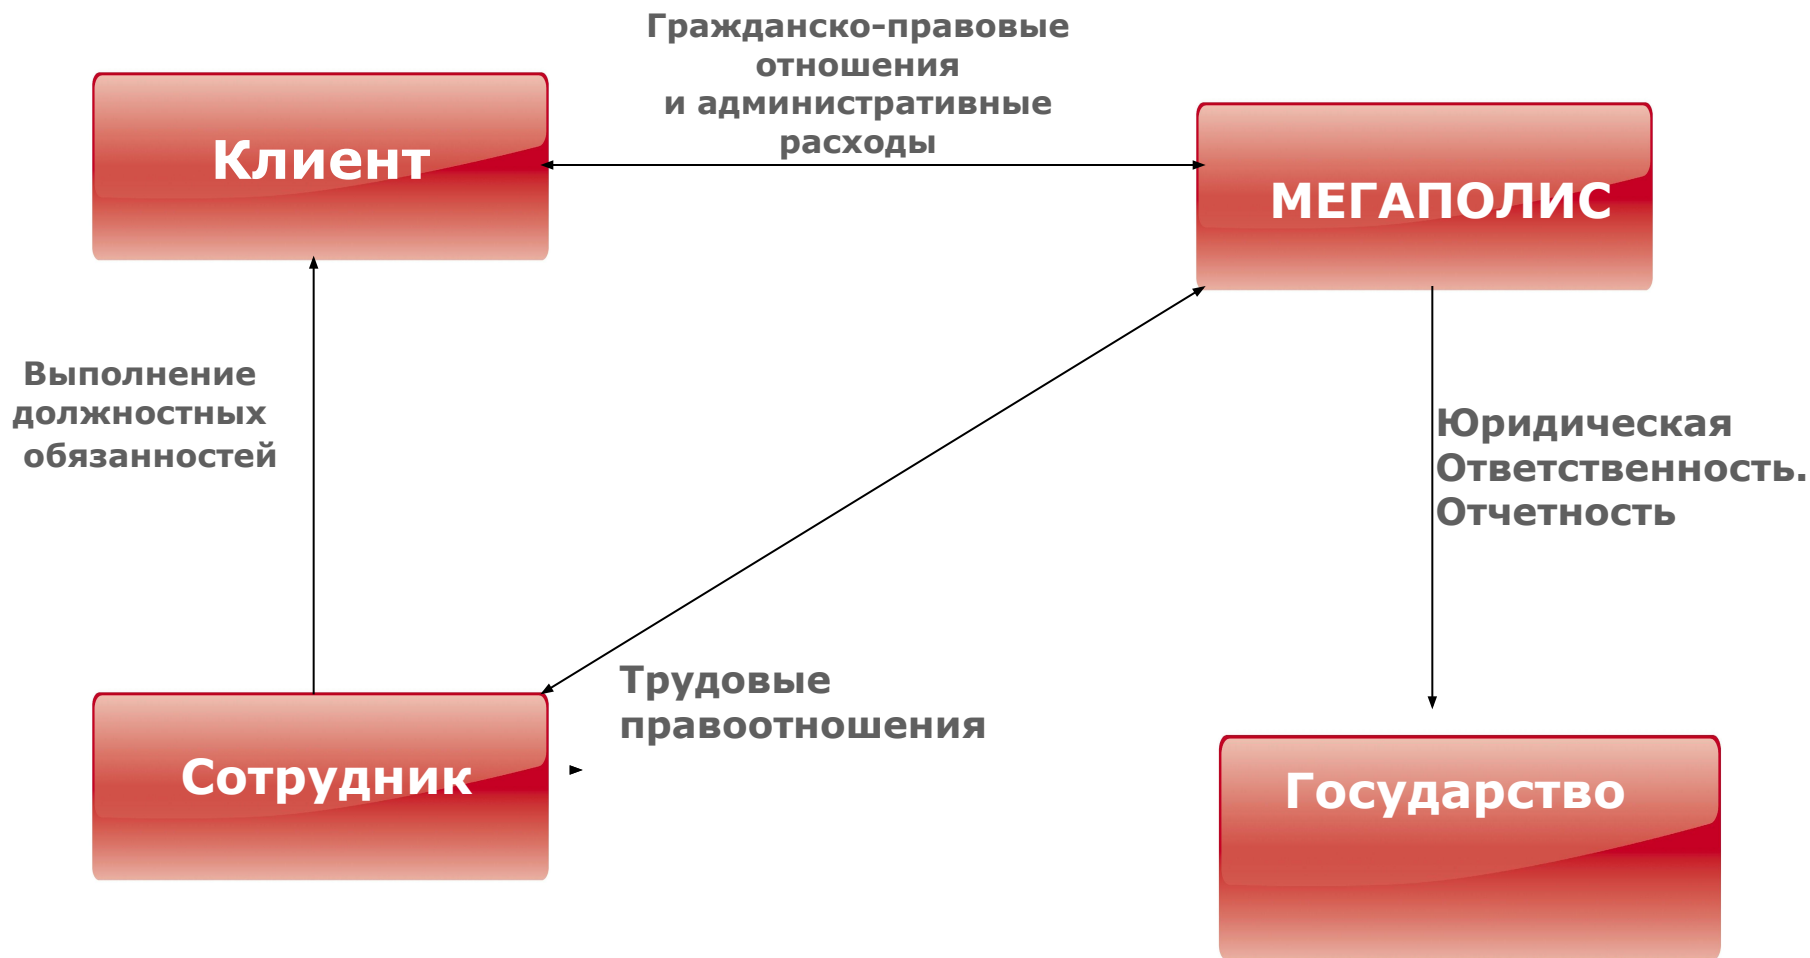 Гражданско-правовые
отношения
и административные
расходы
Клиент
МЕГАПОЛИС
Выполнение
должностных
обязанностей
Юридическая
Ответственность.
Отчетность
Трудовые
правоотношения
Сотрудник
Государство